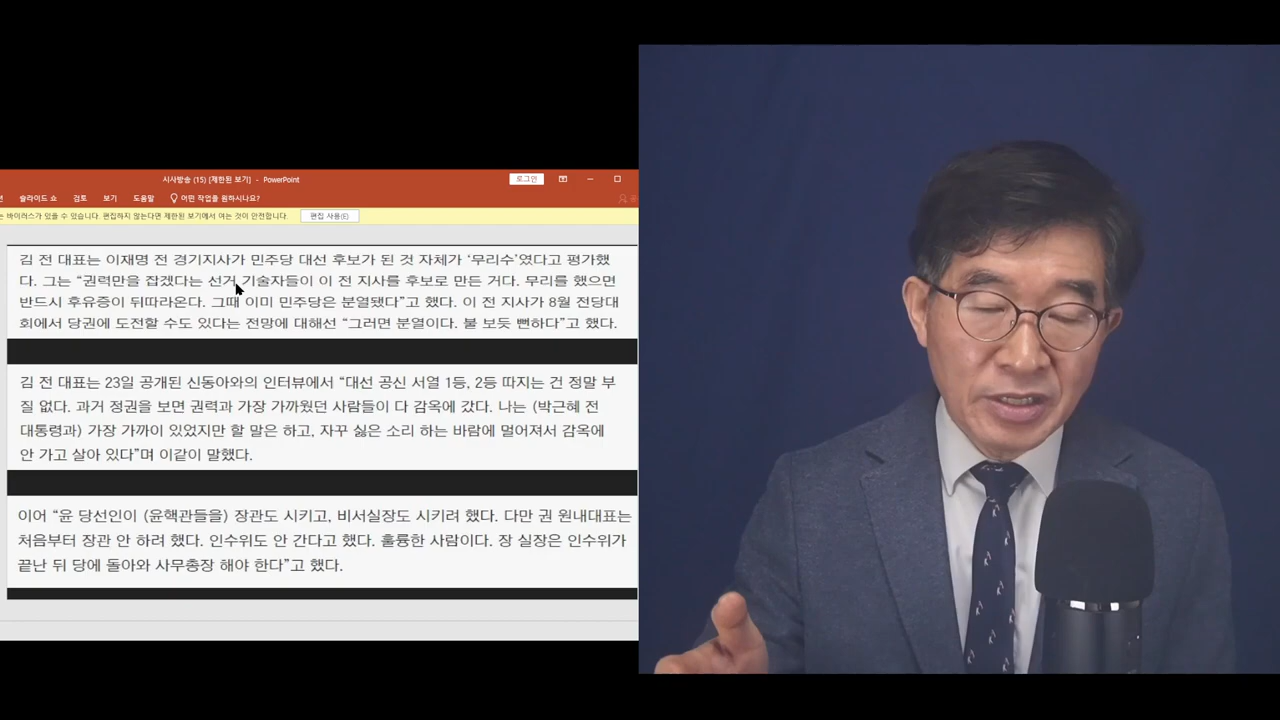 시사방송 (15) [제한된 보기] - PowerPoint
로그인
슬라이드 쇼 검토 보기 도움말 어떤 작업을 원하시나요?
는 바이러스가 있을 수 있습니다. 편집하지 않는다면 제한된 보기에서 여는 것이 안전합니다. 편집 사용(E)
김 전 대표는 이재명 전 경기지사가 민주당 대선 후보가 된 것 자체가 ‘무리수’였다고 평가했
다. 그는 “권력만을 잡겠다는 선거 기술자들이 이 전 지사를 후보로 만든 거다. 무리를 했으면
반드시 후유증이 뒤따라온다. 그때 이미 민주당은 분열됐다”고 했다. 이 전 지사가 8월 전당대
회에서 당권에 도전할 수도 있다는 전망에 대해선 “그러면 분열이다. 불 보듯 뻔하다”고 했다.
김 전 대표는 23일 공개된 신동아와의 인터뷰에서 “대선 공신 서열 1등, 2등 따지는 건 정말 부
질 없다. 과거 정권을 보면 권력과 가장 가까웠던 사람들이 다 감옥에 갔다. 나는 (박근혜 전
대통령과) 가장 가까이 있었지만 할 말은 하고, 자꾸 싫은 소리 하는 바람에 멀어져서 감옥에
안 가고 살아 있다”며 이같이 말했다.
이어 “윤 당선인이 (윤핵관들을) 장관도 시키고, 비서실장도 시키려 했다. 다만 권 원내대표는
처음부터 장관 안 하려 했다. 인수위도 안 간다고 했다. 훌륭한 사람이다. 장 실장은 인수위가
끝난 뒤 당에 돌아와 사무총장 해야 한다”고 했다.